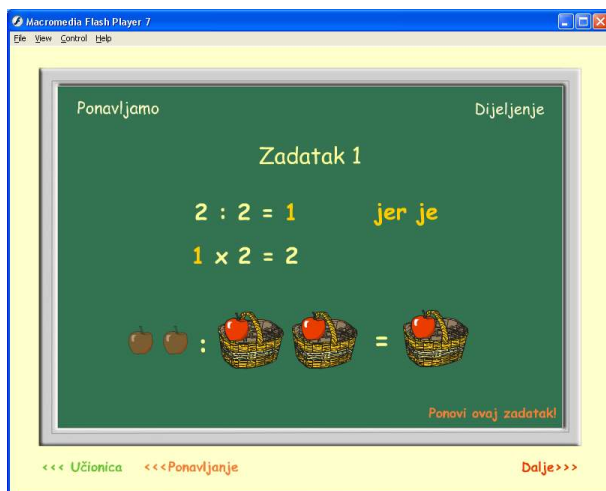 Macromedia Flash Player 7
File View Control Help
Ponavljamo
Dijeljenje
Zadatak 1
2 : 2 = 1 jer je
1 x 2 = 2
: =
Ponovi ovaj zadatak!
<<< Učionica <<<Ponavljanje Dalje>>>